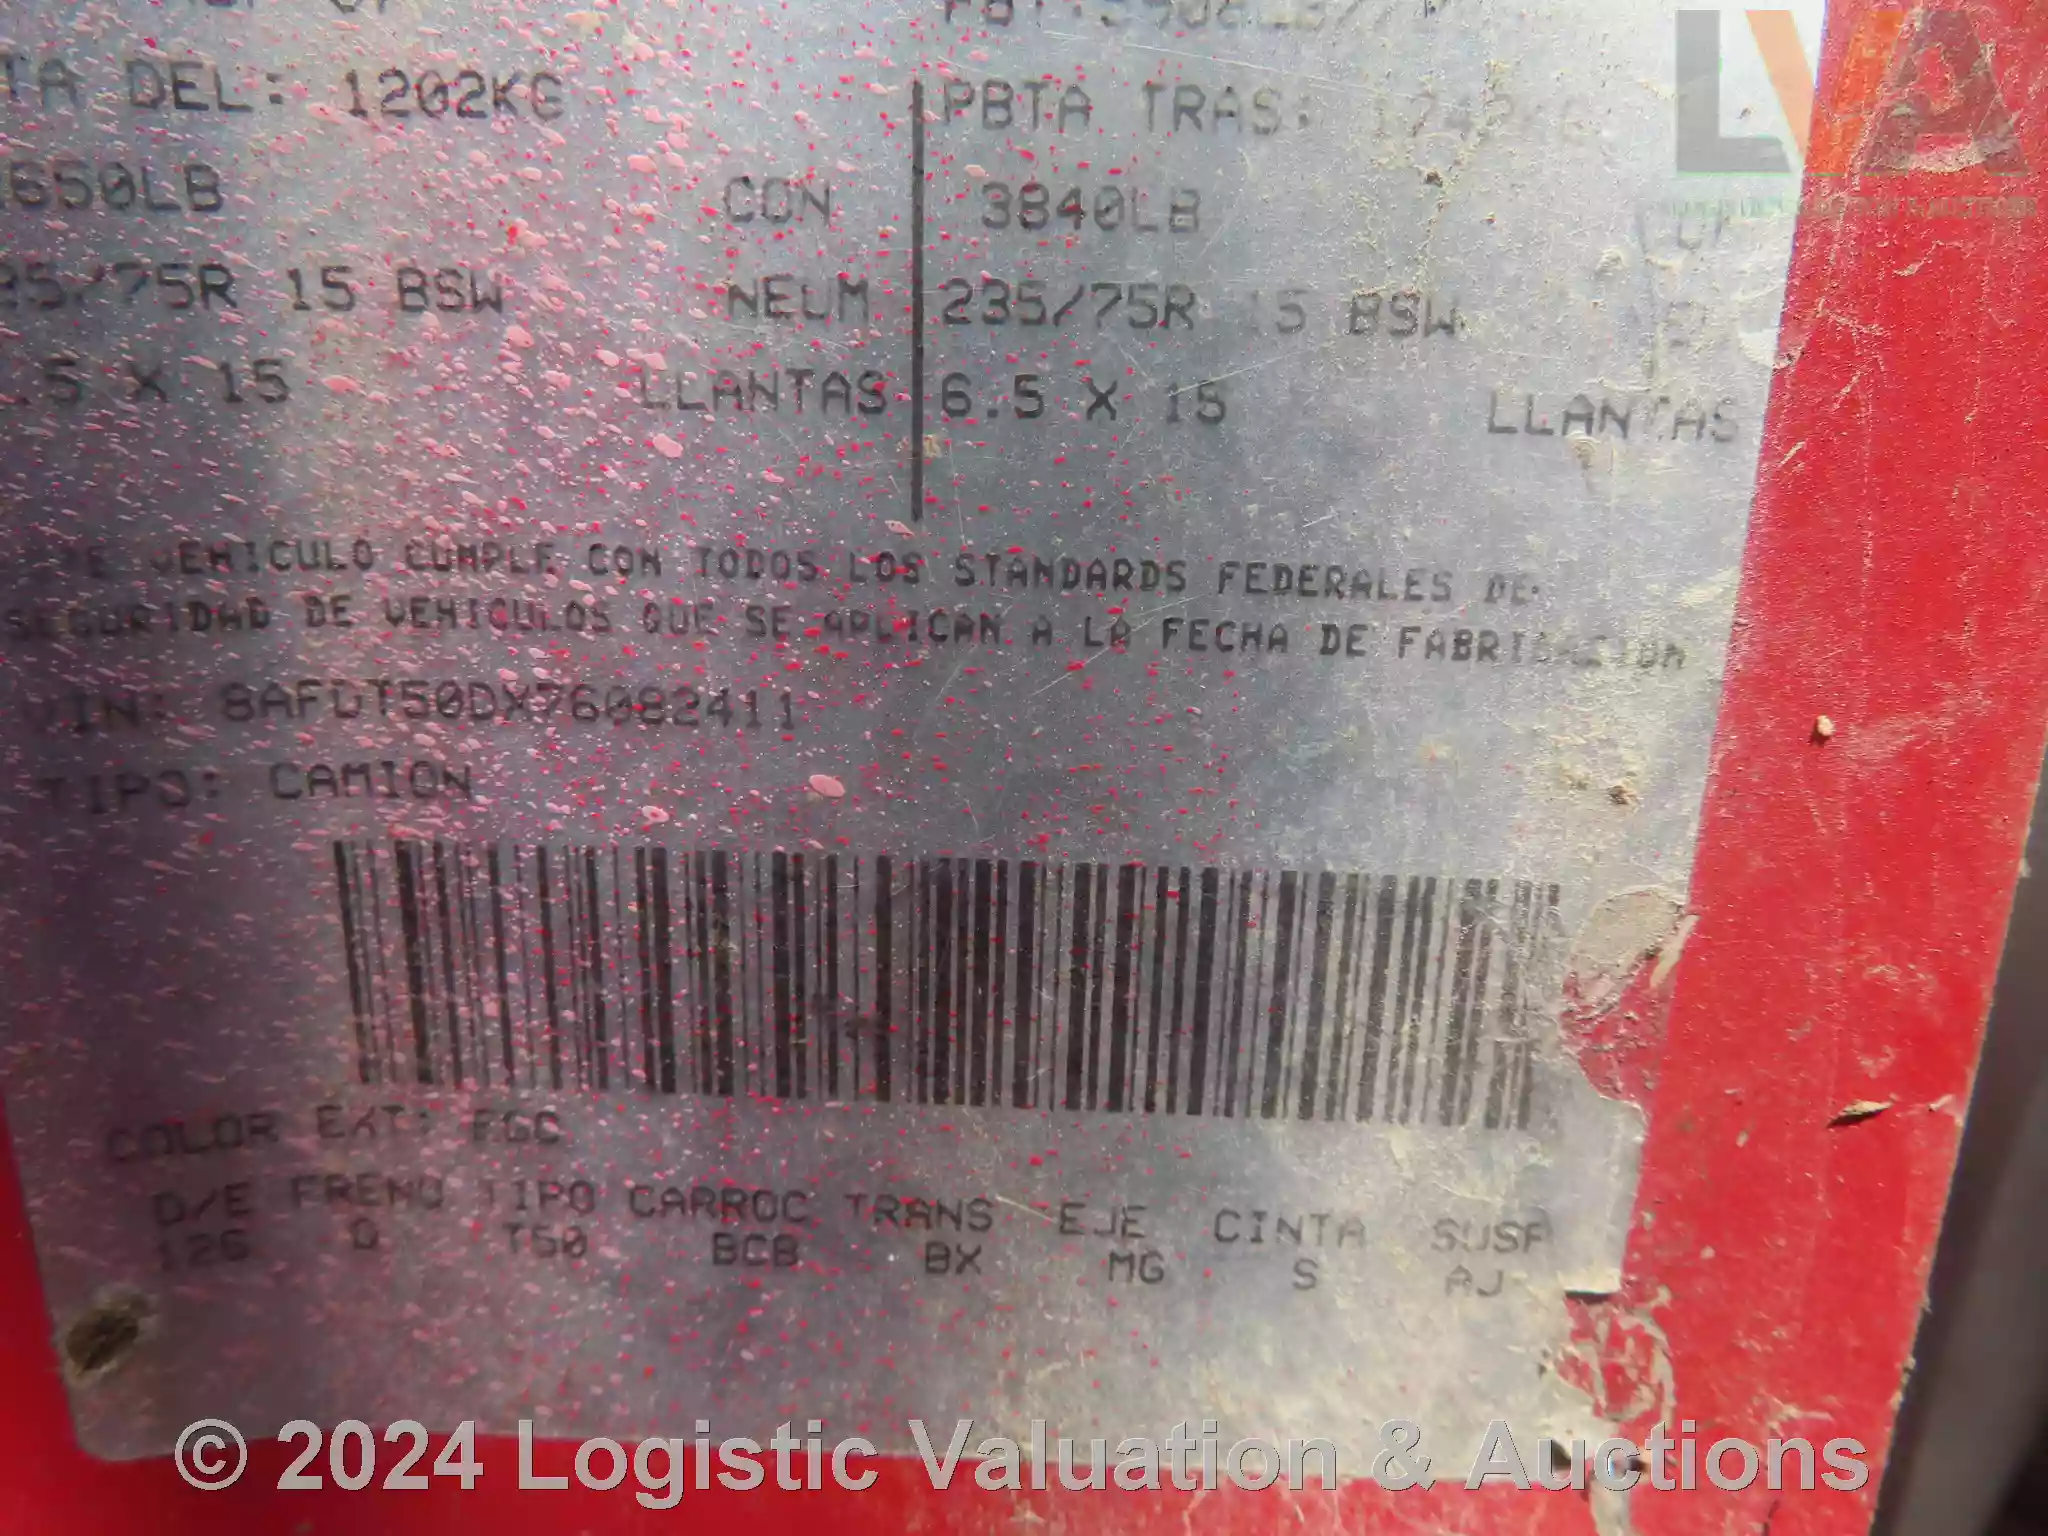 TA DEL: 1202KG PBTA TRAS:
650LB CON 3840LB
/75R 15 BSW NEUM 235/75R 15 BSW
.5 X 15 LLANTAS 6.5 X 15 LLANTAS
VEHICULO CUMPLE CON TODOS LOS STANDARDS FEDERALES DE
SEGURIDAD DE VEHICULOS QUE SE APLICAN A LA FECHA DE FABRICACION
VIN: 8AFDT50DX76082411
TIPO: CAMION
COLOR EXT: FGC
D/E FRENO TIPO CARROC TRANS EJE CINTA SUSP
126 D T50 BCB BX MG S AJ
LVA
© 2024 Logistic Valuation & Auctions